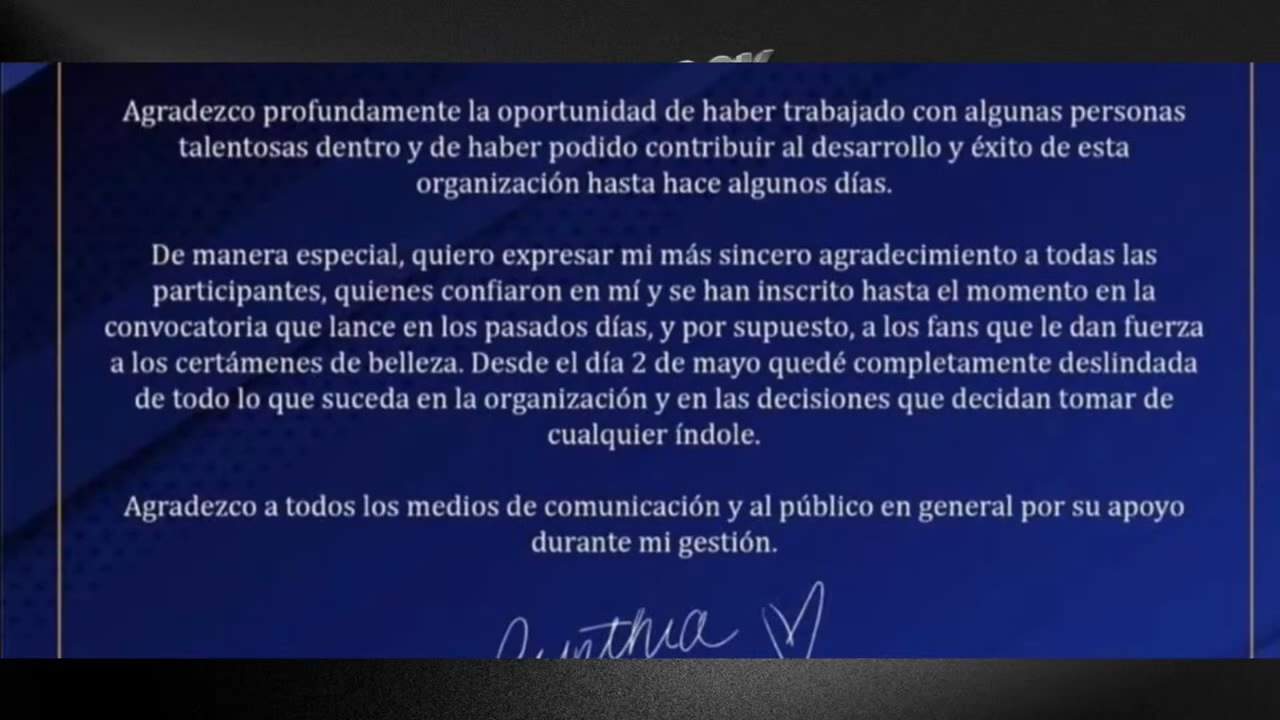 Agradezco profundamente la oportunidad de haber trabajado con algunas personas
talentosas dentro y de haber podido contribuir al desarrollo y éxito de esta
organización hasta hace algunos días.
De manera especial, quiero expresar mi más sincero agradecimiento a todas las
participantes, quienes confiaron en mí y se han inscrito hasta el momento en la
convocatoria que lance en los pasados días, y por supuesto, a los fans que le dan fuerza
a los certámenes de belleza. Desde el día 2 de mayo quedé completamente deslindada
de todo lo que suceda en la organización y en las decisiones que decidan tomar de
cualquier índole.
Agradezco a todos los medios de comunicación y al público en general por su apoyo
durante mi gestión.
Cynthia